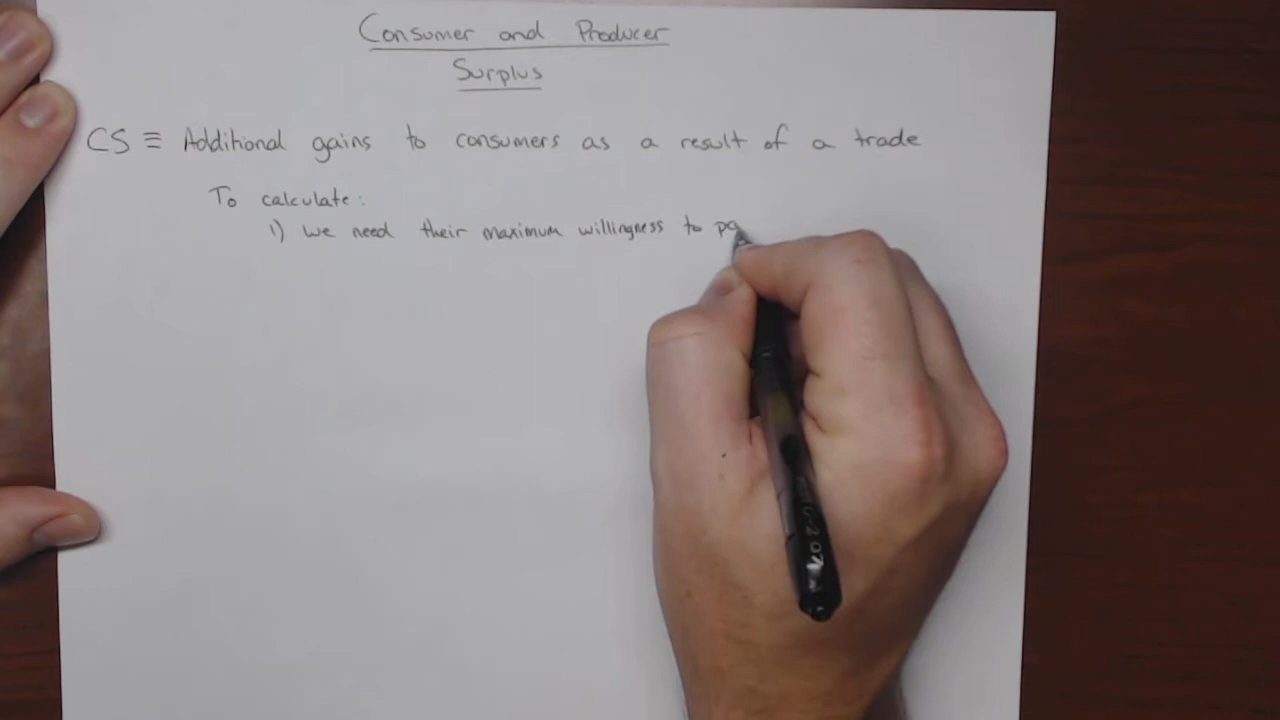 Consumer and Producer
Surplus
CS ≡ Additional gains to consumers as a result of a trade
To calculate:
1) we need their maximum willingness to pa